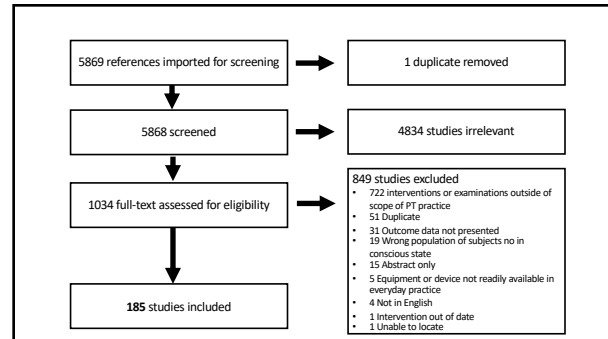 5869 references imported for screening
1 duplicate removed
5868 screened
4834 studies irrelevant
1034 full-text assessed for eligibility
849 studies excluded
• 722 interventions or examinations outside of
scope of PT practice
• 51 Duplicate
• 31 Outcome data not presented
• 19 Wrong population of subjects no in
conscious state
• 15 Abstract only
• 5 Equipment or device not readily available in
everyday practice
• 4 Not in English
• 1 Intervention out of date
• 1 Unable to locate
185 studies included